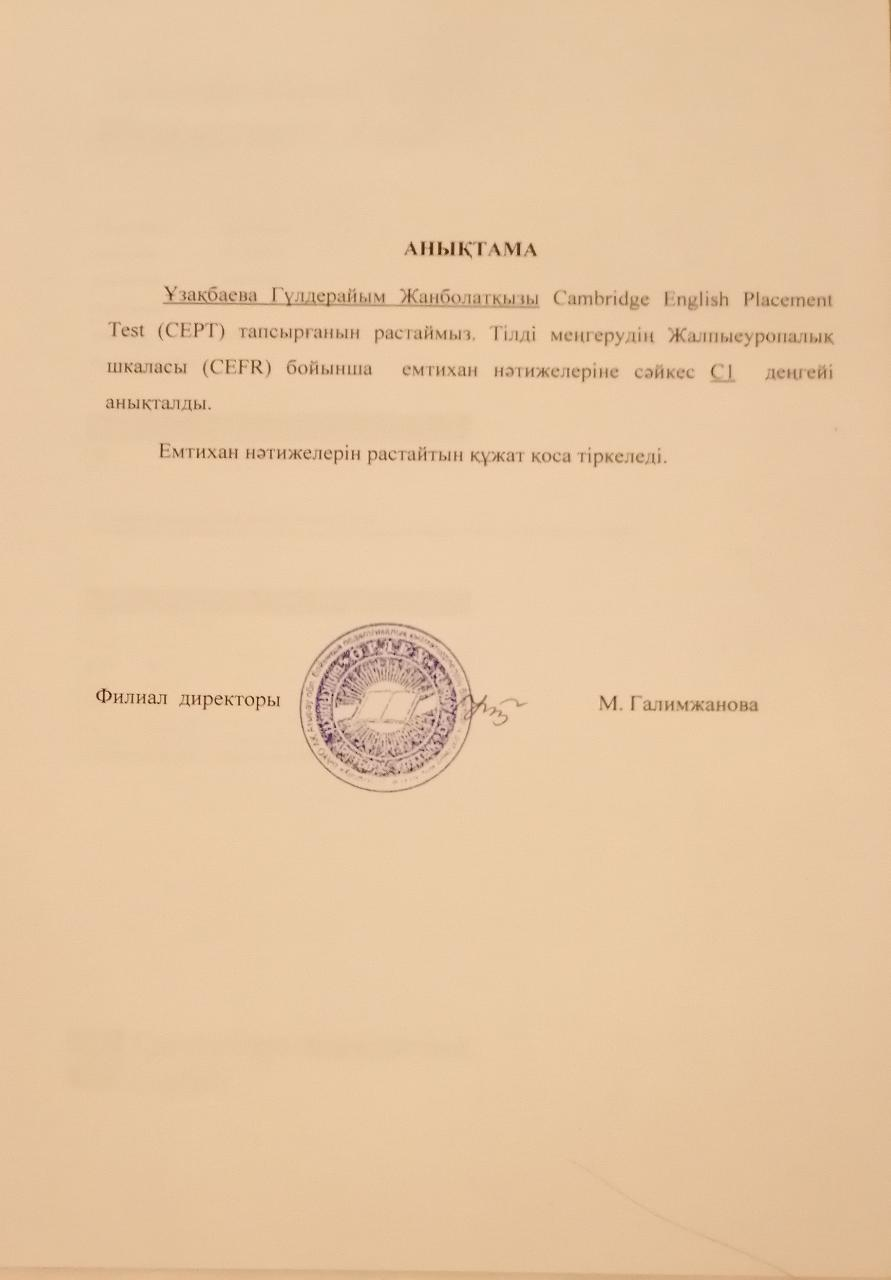 АНЫҚТАМА
Ұзақбаева Гүлдерайым Жанболатқызы Cambridge English Placement
Test (CEPT) тапсырғанын растаймыз. Тілді меңгерудің Жалпыеуропалық
шкаласы (CEFR) бойынша емтихан нәтижелеріне сәйкес C1 деңгейі
анықталды.
Емтихан нәтижелерін растайтын құжат қоса тіркеледі.
Филиал директоры
М. Галимжанова